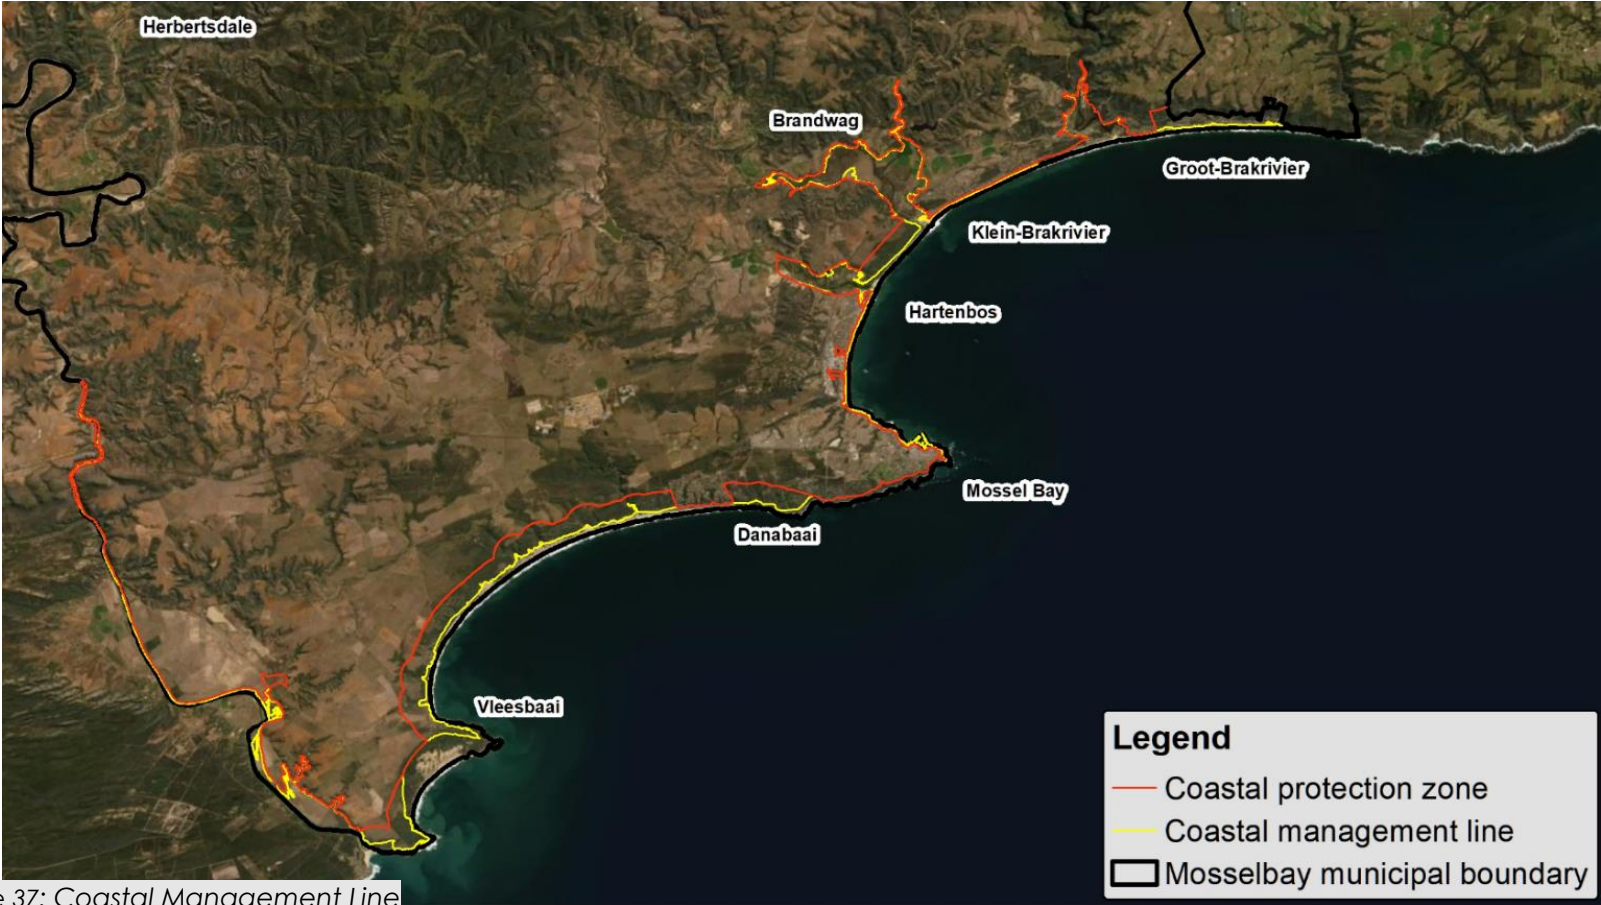 Herbertsdale
Brandwag
Groot-Brakrivier
Klein-Brakrivier
Hartenbos
Mossel Bay
Danabaai
Vleesbaai
Legend
Coastal protection zone
Coastal management line
Mosselbay municipal boundary
37: Coastal Management Line